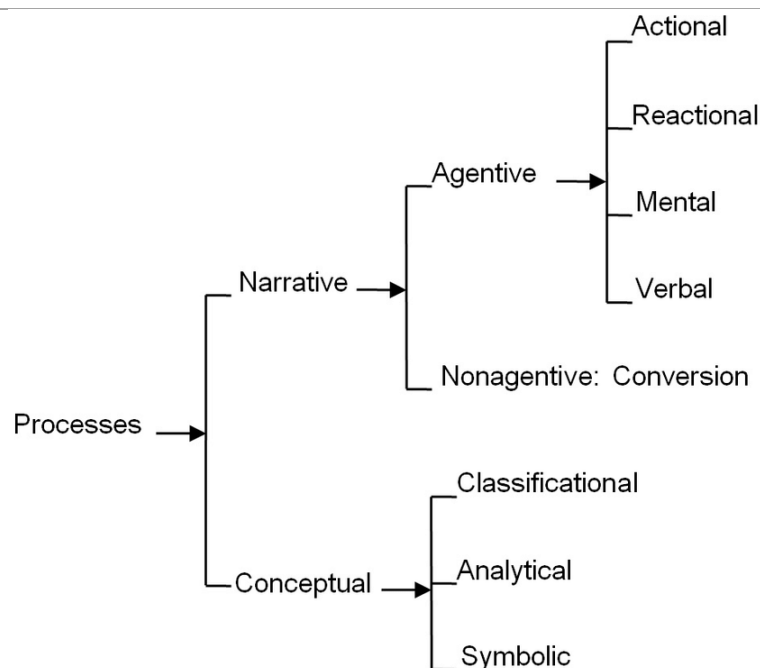 Actional
Reactional
Agentive
Mental
Narrative
Verbal
Nonagentive: Conversion
Processes
Classificational
Conceptual
Analytical
Symbolic